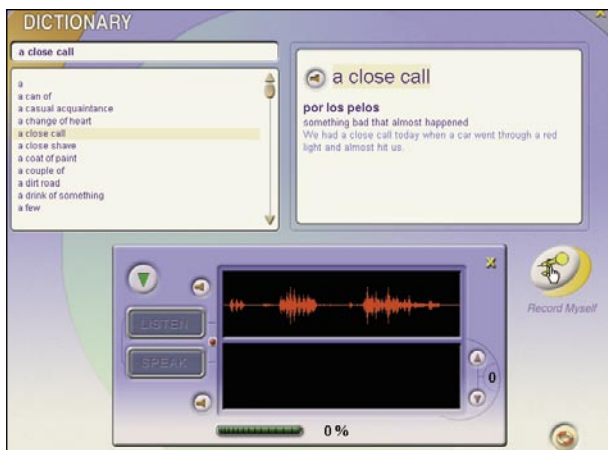 DICTIONARY
a close call
a
a can of
a casual acquaintance
a change of heart
a close call
a close shave
a coat of paint
a couple of
a dirt road
a drink of something
a few
a close call
por los pelos
something bad that almost happened
We had a close call today when a car went through a red
light and almost hit us.
LISTEN
SPEAK
0
0 %
Record Myself